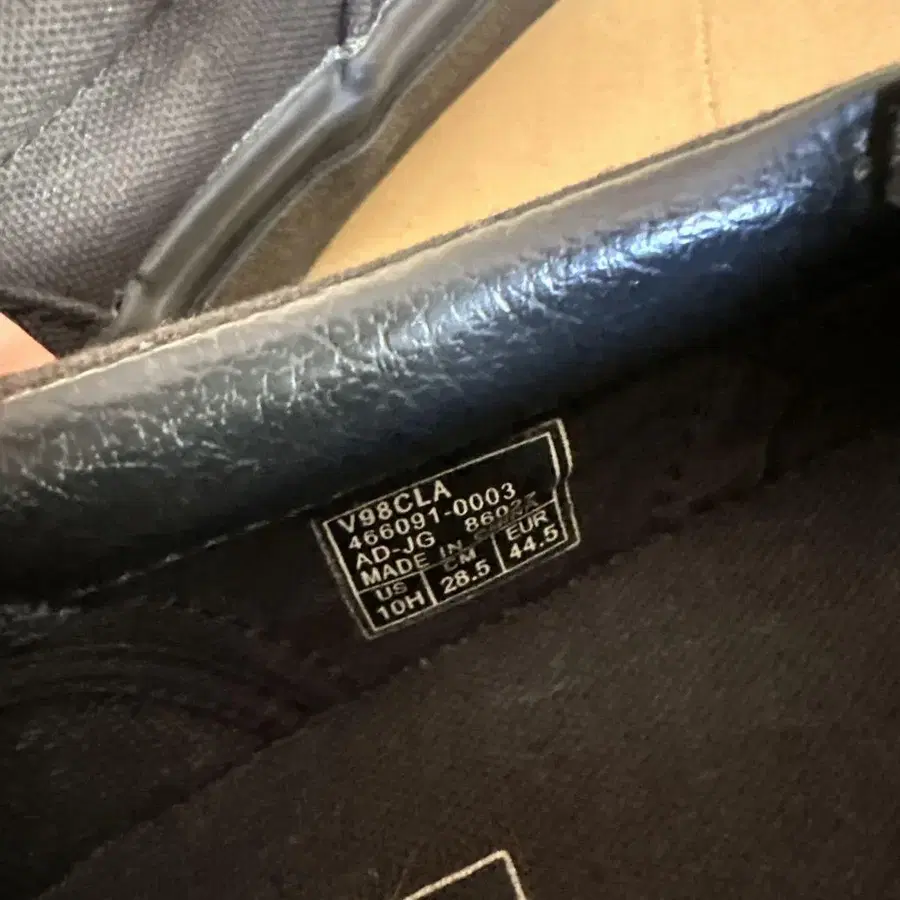 V98CLA
466091-0003
AD-JG
MADE IN
US CM EUR
10H 28.5 44.5